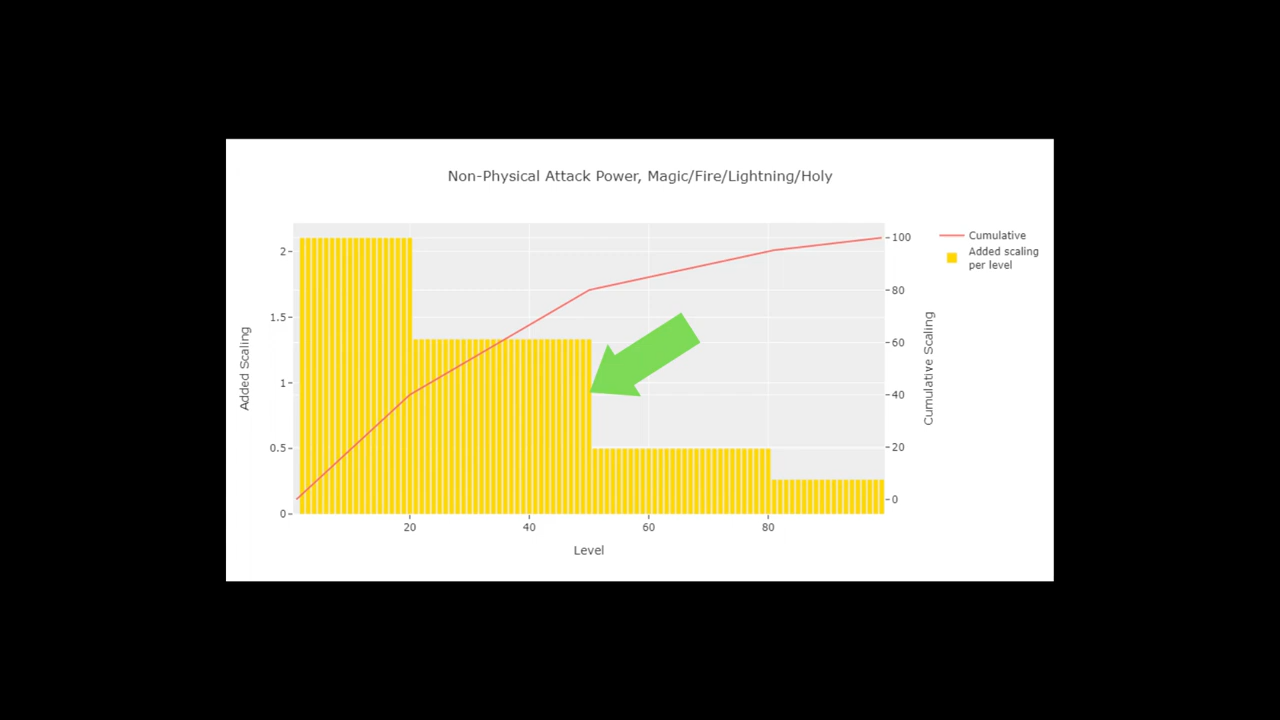 Non-Physical Attack Power, Magic/Fire/Lightning/Holy
Cumulative
Added scaling
per level
2
1.5
1
0.5
0
100
80
60
40
20
0
20
40
60
80
Added Scaling
Cumulative Scaling
Level